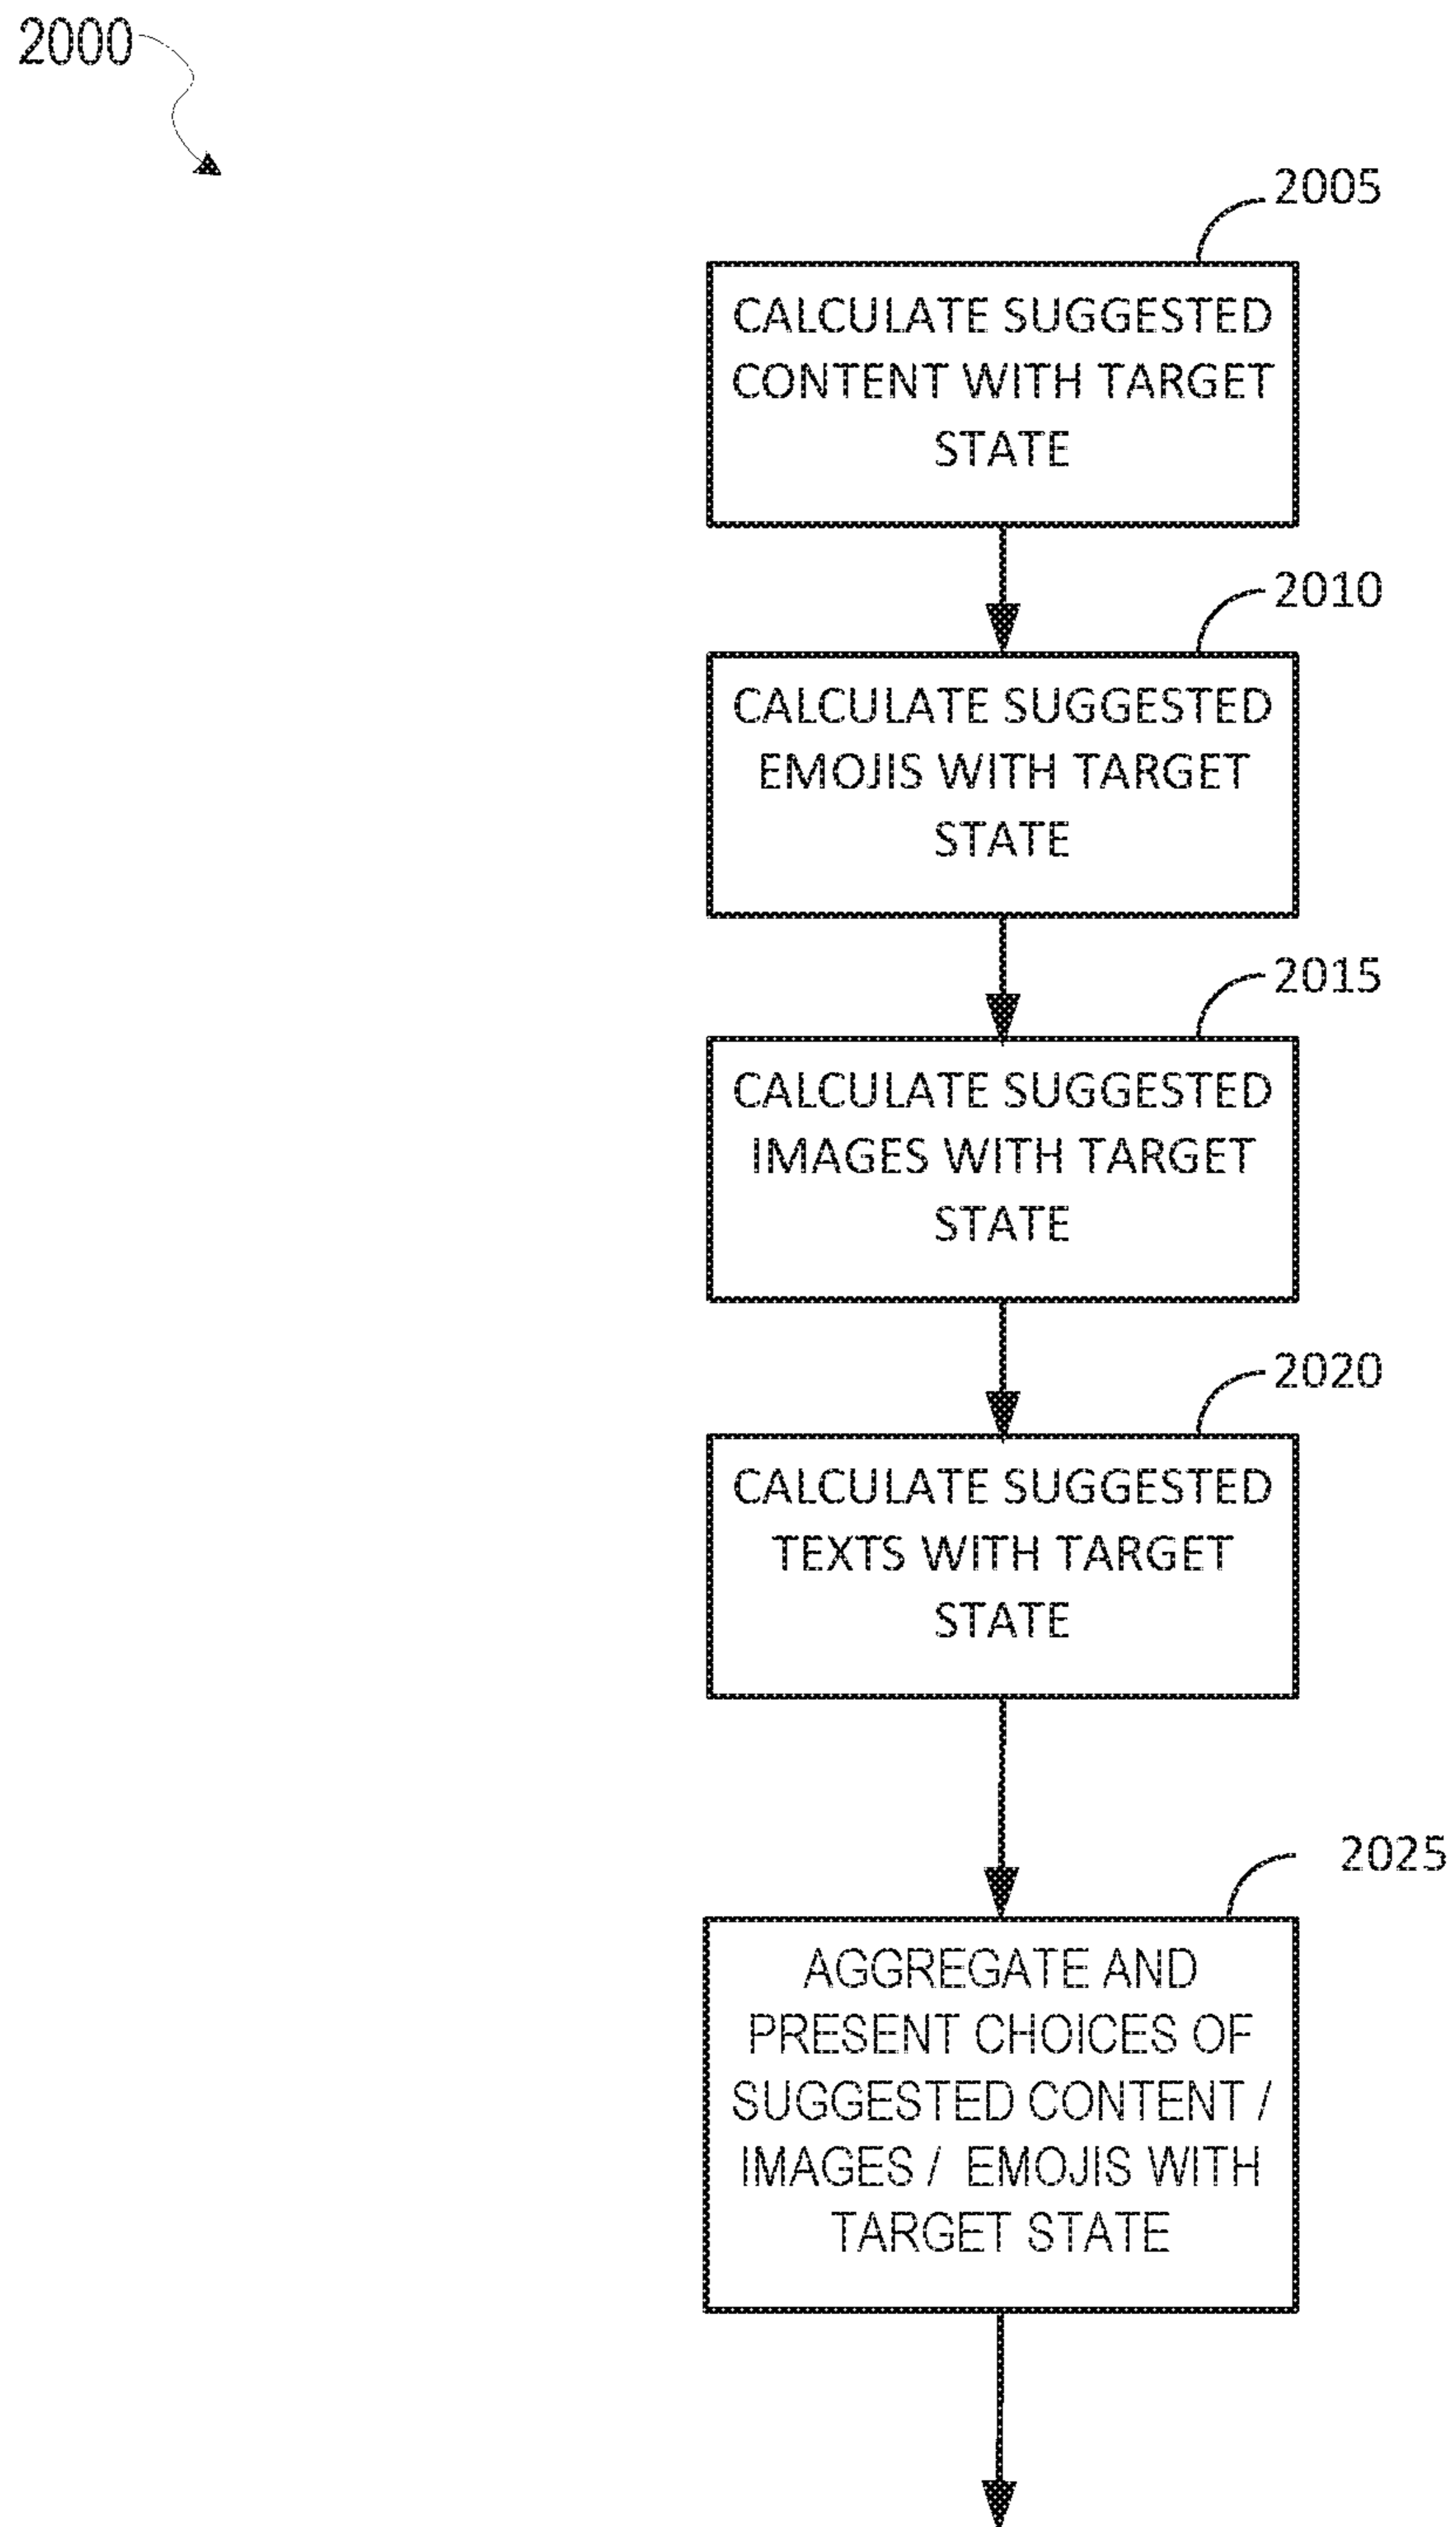 2000
2005
CALCULATE SUGGESTED
CONTENT WITH TARGET
STATE
2010
CALCULATE SUGGESTED
EMOJIS WITH TARGET
STATE
2015
CALCULATE SUGGESTED
IMAGES WITH TARGET
STATE
2020
CALCULATE SUGGESTED
TEXTS WITH TARGET
STATE
2025
AGGREGATE AND
PRESENT CHOICES OF
SUGGESTED CONTENT /
IMAGES / EMOJIS WITH
TARGET STATE